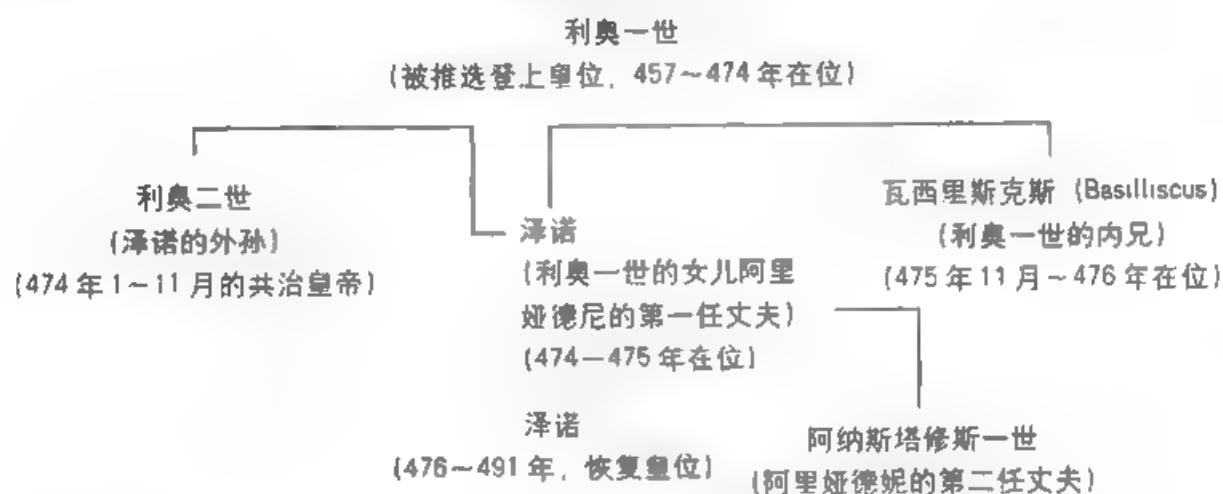 利奥一世
(被推选登上皇位, 457~474年在位)
利奥二世
(泽诺的外孙)
(474年1~11月的共治皇帝)
泽诺
(利奥一世的女儿阿里
娅德尼的第一任丈夫)
(474—475年在位)
瓦西里斯克斯 (Basilliscus)
(利奥一世的内兄)
(475年11月~476年在位)
泽诺
(476~491年, 恢复皇位)
阿纳斯塔修斯一世
(阿里娅德妮的第二任丈夫)